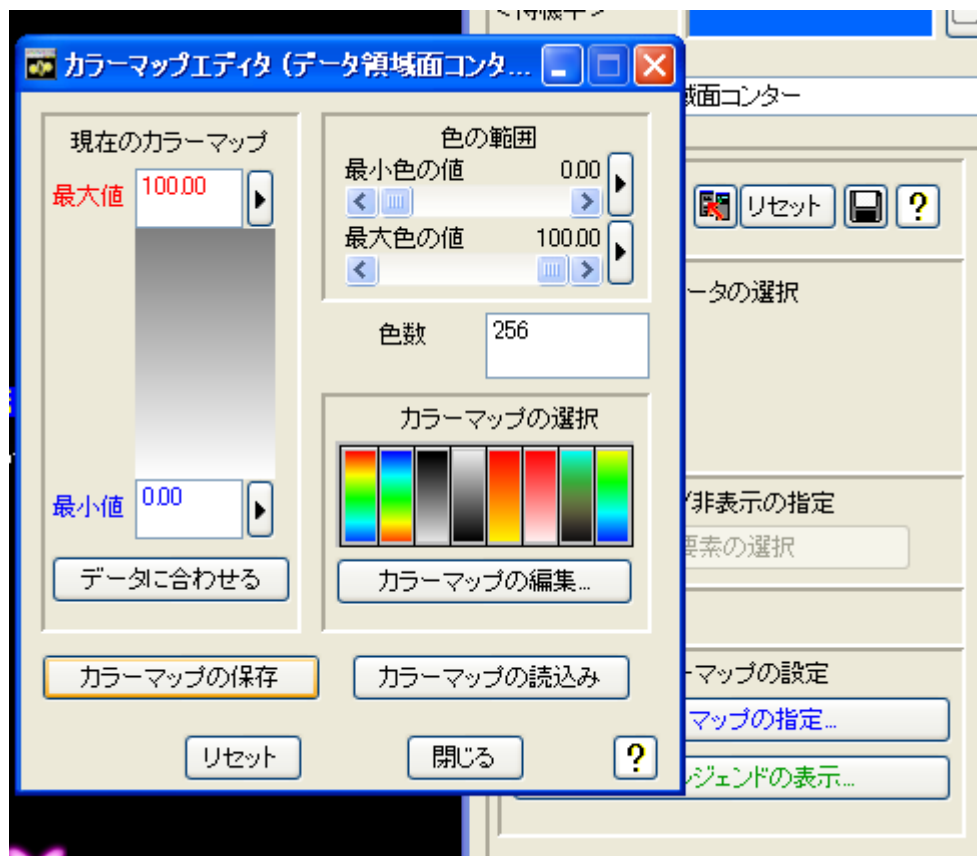 カラーマップエディタ (データ領域面コンタ...
現在のカラーマップ
最大値 100.00
最小値 0.00
データに合わせる
色の範囲
最小色の値 0.00
最大色の値 100.00
色数 256
カラーマップの選択
カラーマップの編集...
カラーマップの保存
カラーマップの読込み
リセット
閉じる
?
域面コンター
リセット
?
ータの選択
非表示の指定
要素の選択
ーマップの設定
マップの指定...
ジェンドの表示...